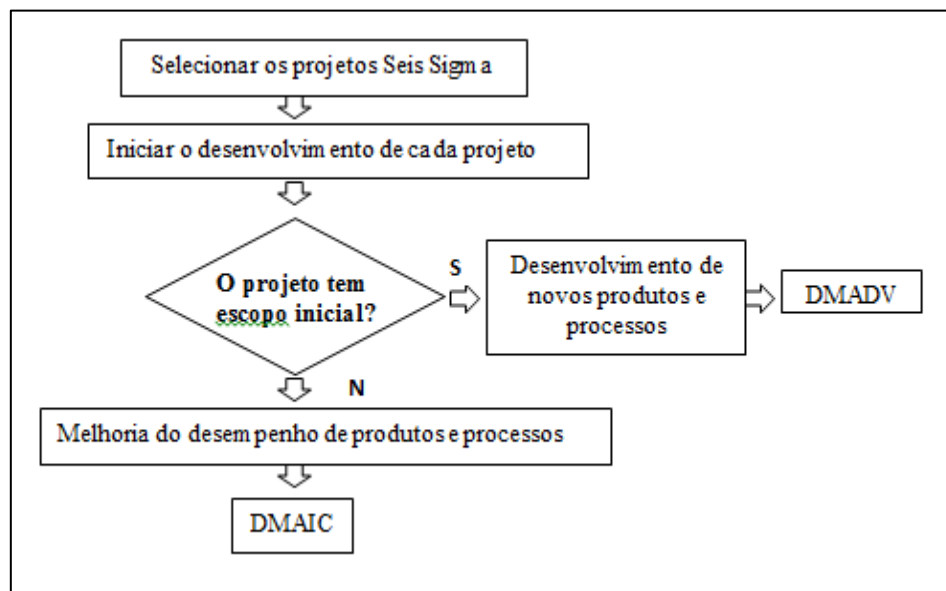 Selecionar os projetos Seis Sigma
Iniciar o desenvolvimento de cada projeto
O projeto tem
escopo inicial?
S
Desenvolvimento de
novos produtos e
processos
DMADV
N
Melhoria do desempenho de produtos e processos
DMAIC